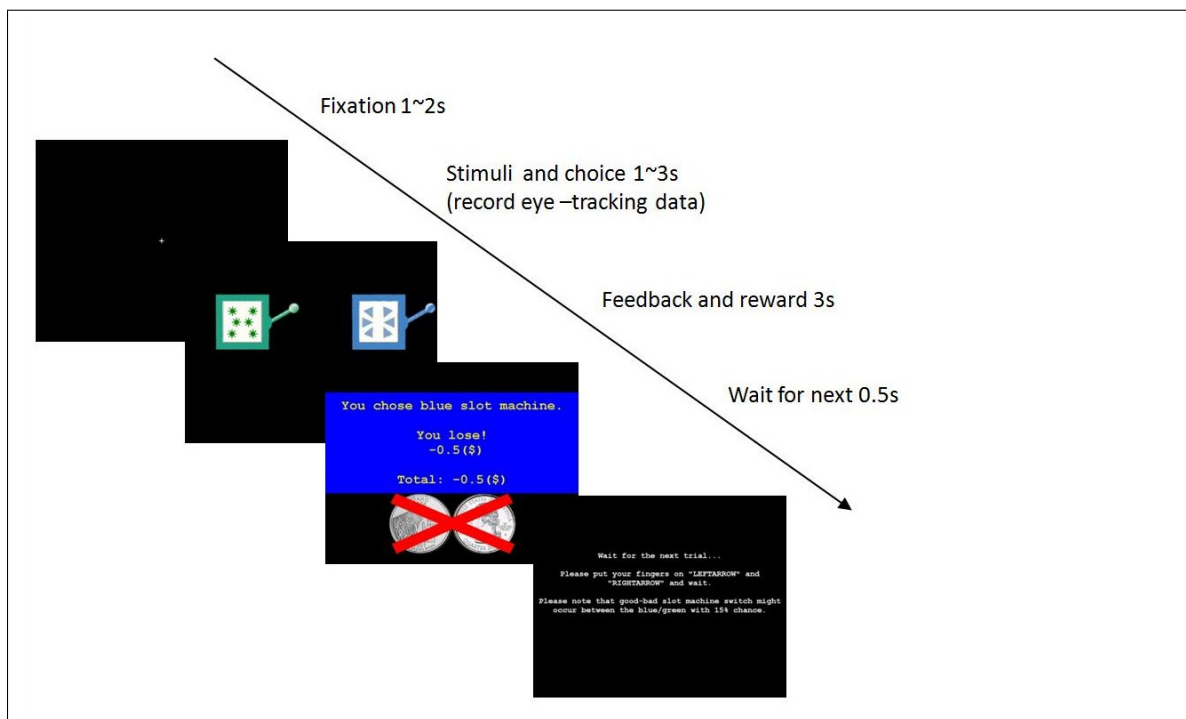 Fixation 1~2s
Stimuli and choice 1~3s
(record eye –tracking data)
Feedback and reward 3s
Wait for next 0.5s
You chose blue slot machine.
You lose!
-0.5($)
Total: -0.5($)
Wait for the next trial...
Please put your fingers on "LEFTARROW" and
"RIGHTARROW" and wait.
Please note that good-bad slot machine switch might
occur between the blue/green with 15% chance.